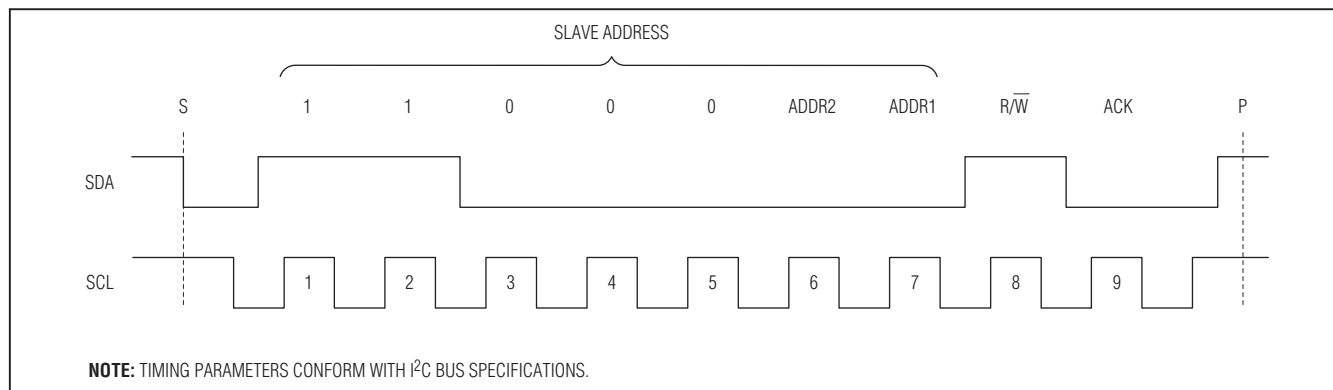 SLAVE ADDRESS
S 1 1 0 0 0 ADDR2 ADDR1 R/W̅ ACK P
SDA
SCL 1 2 3 4 5 6 7 8 9
NOTE: TIMING PARAMETERS CONFORM WITH I²C BUS SPECIFICATIONS.